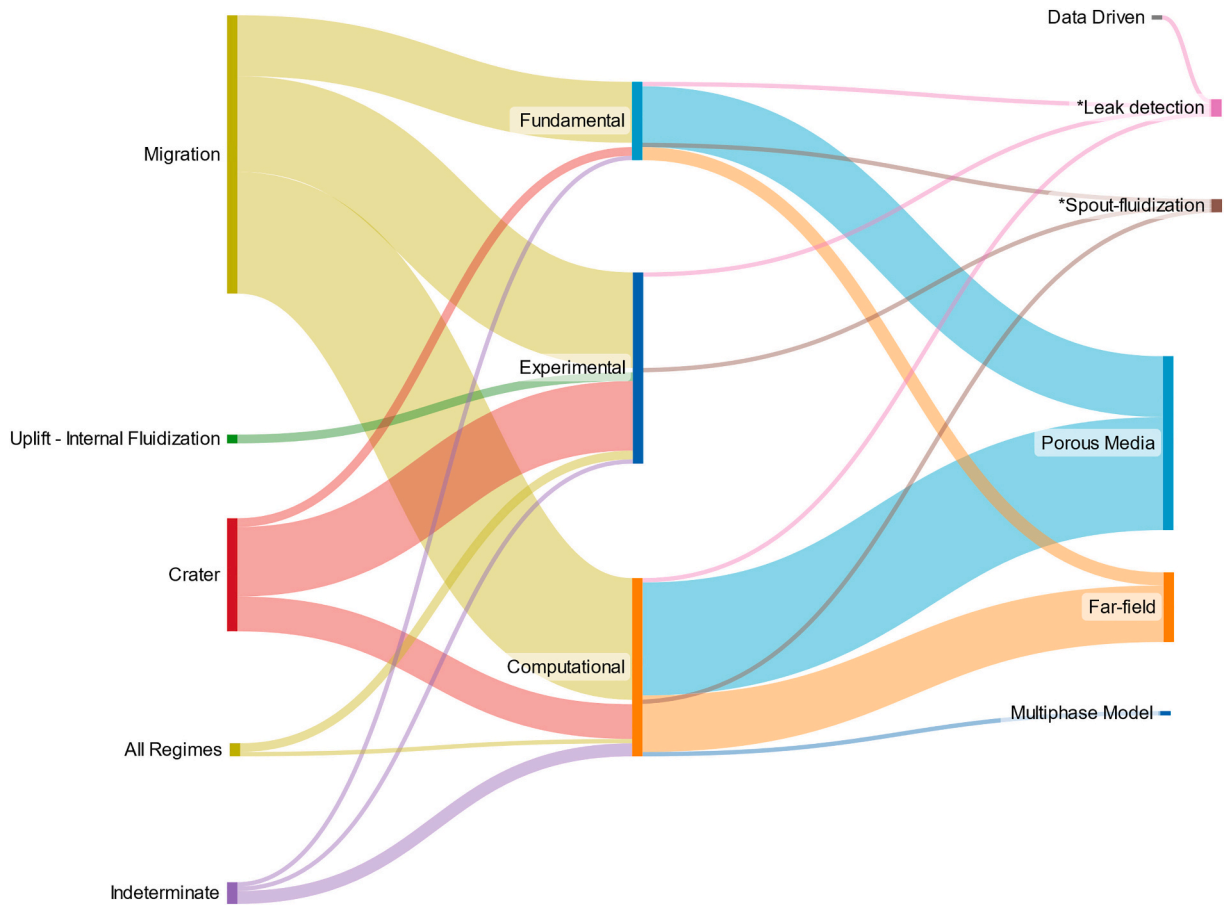 Data Driven
*Leak detection
Fundamental
Migration
*Spout-fluidization
Experimental
Uplift - Internal Fluidization
Porous Media
Crater
Far-field
Computational
Multiphase Model
All Regimes
Indeterminate